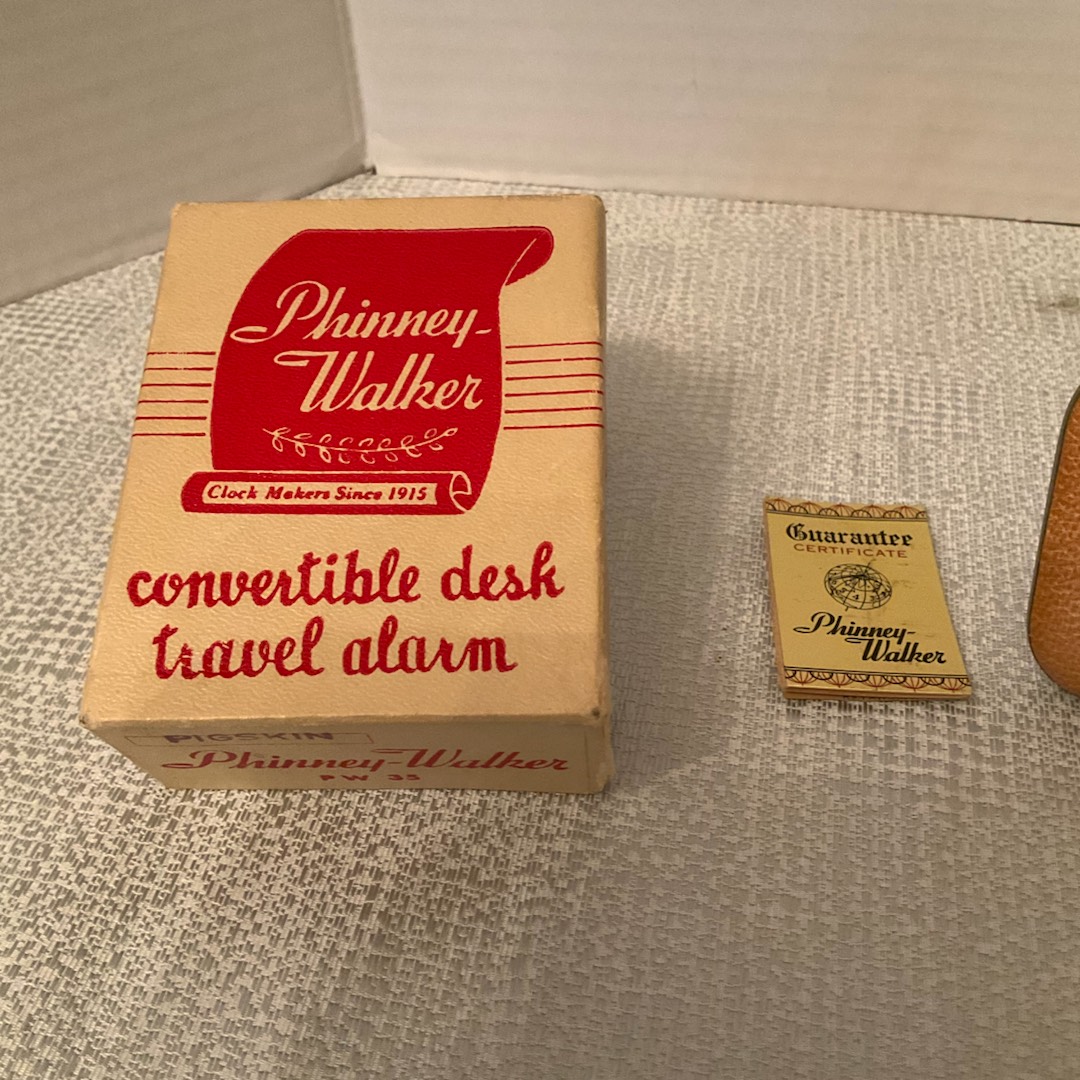 Phinney-
Walker
Clock Makers Since 1915
convertible desk
travel alarm
PIGSKIN
Phinney-Walker
PW 35
Guarantee
CERTIFICATE
Phinney-
Walker